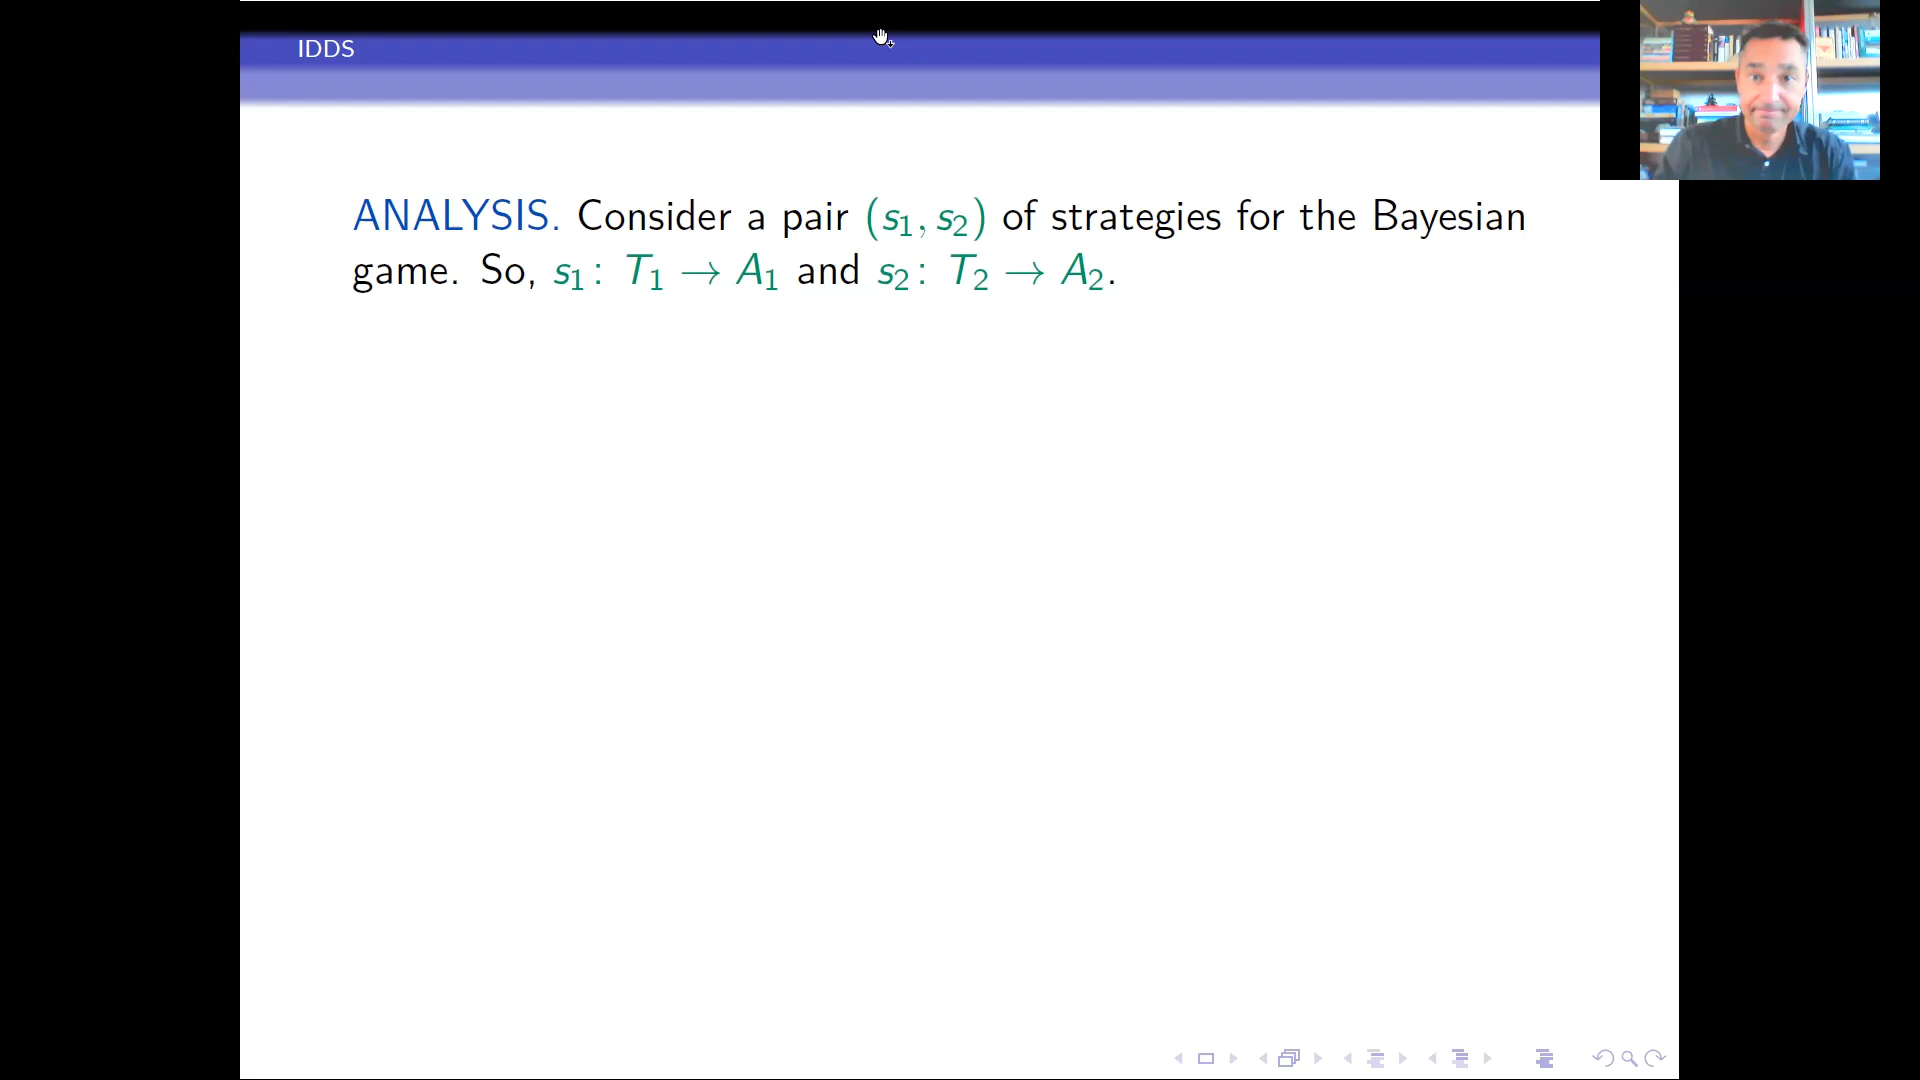 IDDS
ANALYSIS. Consider a pair (s₁, s₂) of strategies for the Bayesian
game. So, s₁ : T₁ → A₁ and s₂ : T₂ → A₂.